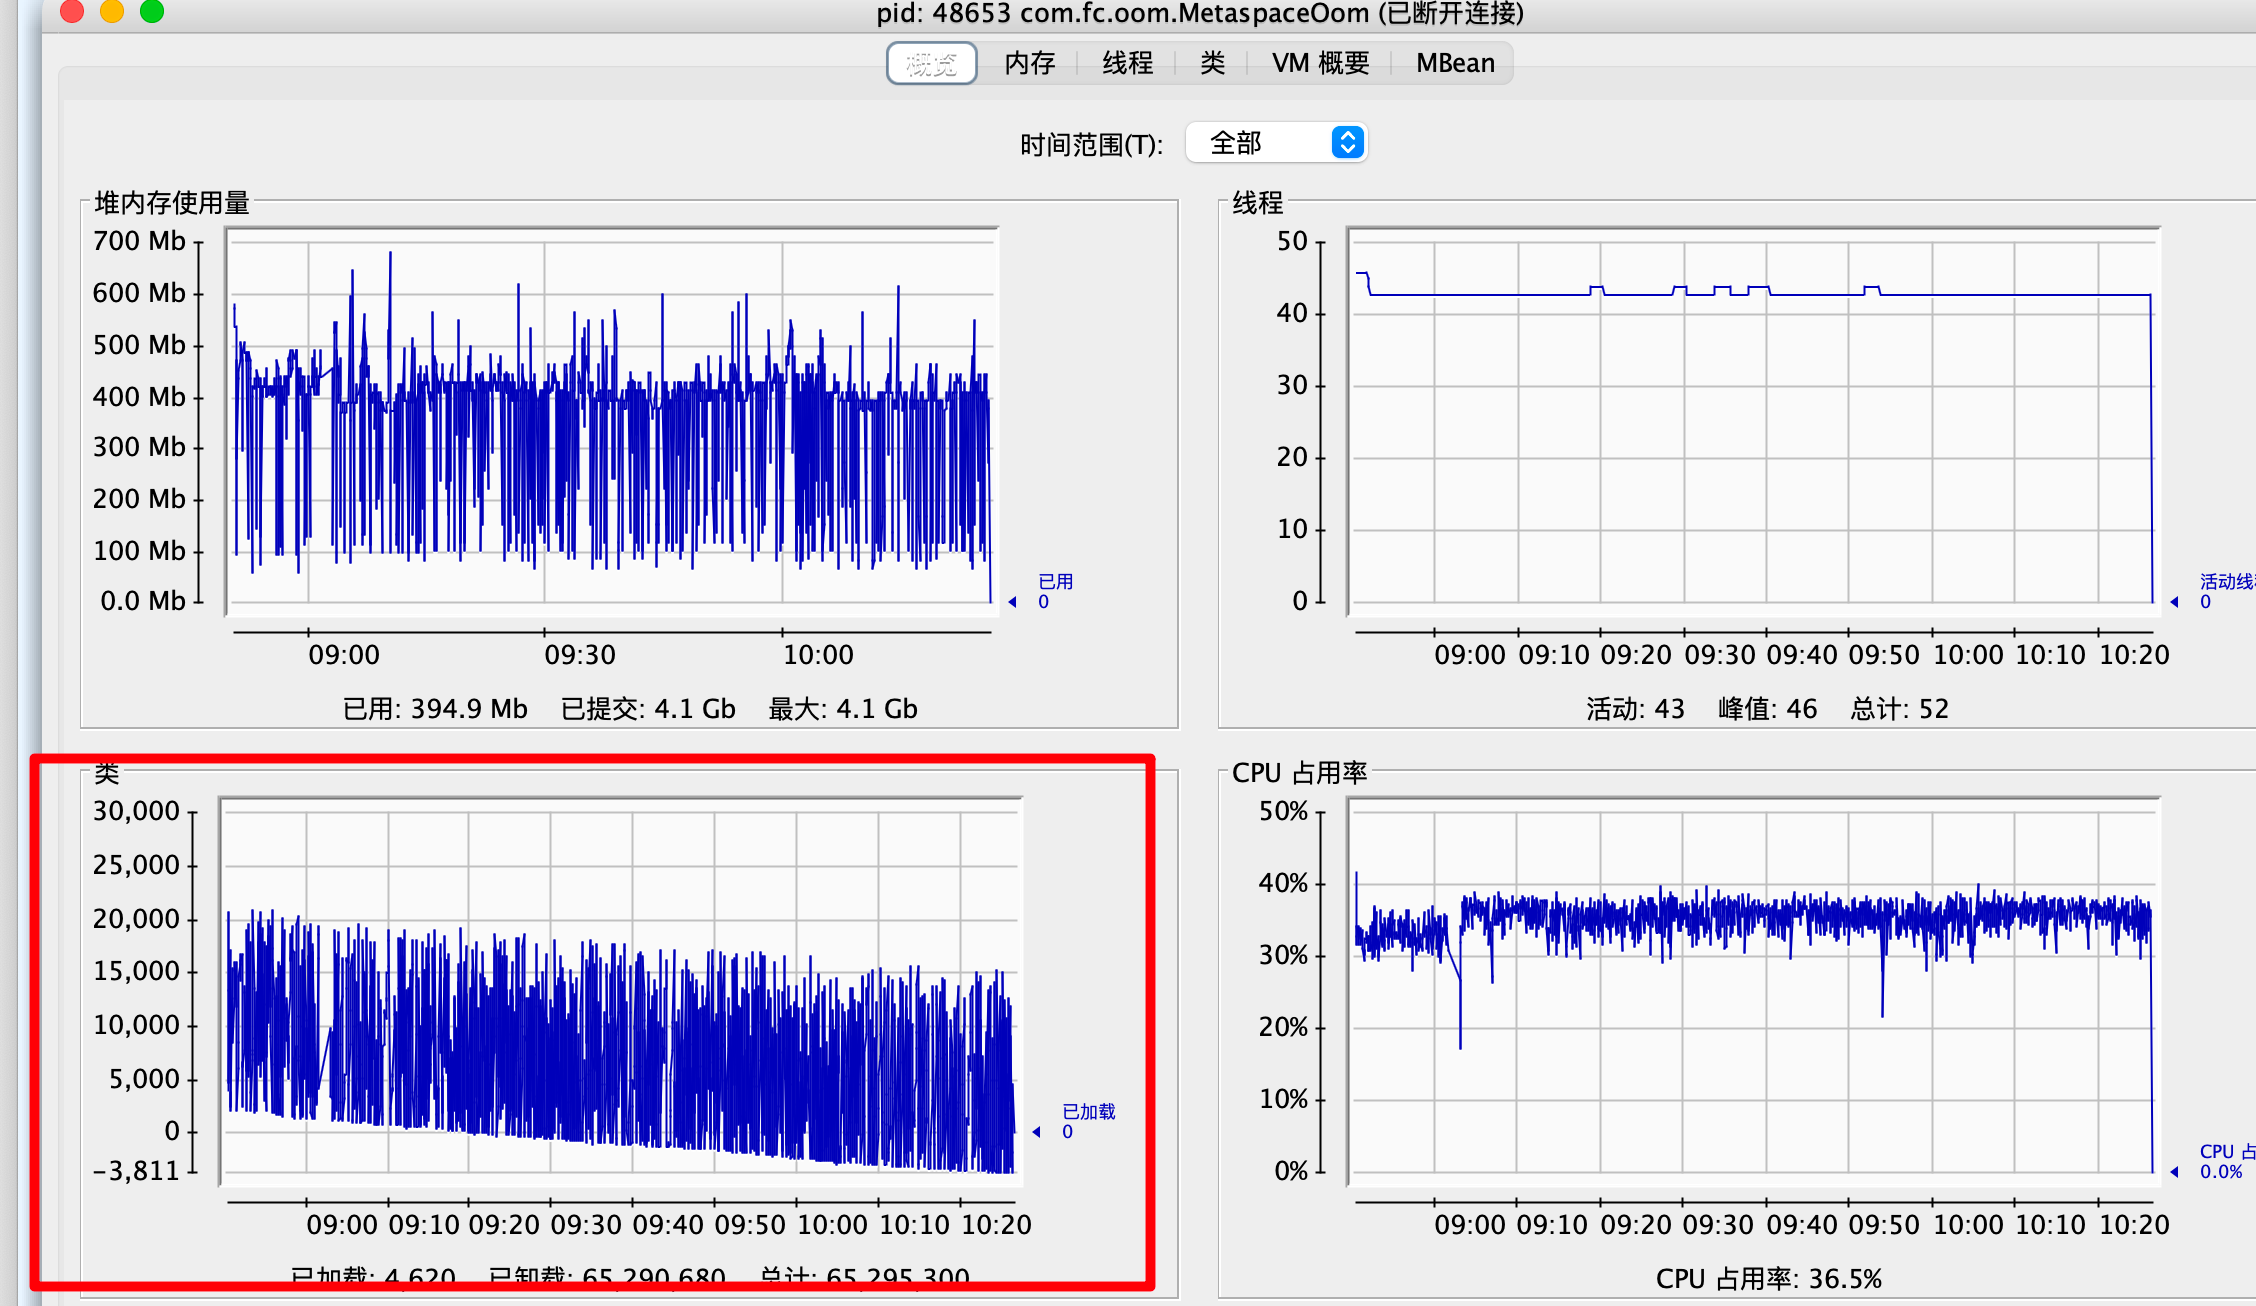 pid: 48653 com.fc.oom.MetaspaceOom (已断开连接)
概览 内存 线程 类 VM 概要 MBean
时间范围(T): 全部
堆内存使用量
700 Mb
600 Mb
500 Mb
400 Mb
300 Mb
200 Mb
100 Mb
0.0 Mb
已用
0
09:00 09:30 10:00
已用: 394.9 Mb 已提交: 4.1 Gb 最大: 4.1 Gb
线程
50
40
30
20
10
0
活动线
0
09:00 09:10 09:20 09:30 09:40 09:50 10:00 10:10 10:20
活动: 43 峰值: 46 总计: 52
类
30,000
25,000
20,000
15,000
10,000
5,000
0
-3,811
已加载
0
09:00 09:10 09:20 09:30 09:40 09:50 10:00 10:10 10:20
已加载: 4,620 已卸载: 65,290,680 总计: 65,295,300
CPU 占用率
50%
40%
30%
20%
10%
0%
CPU 占
0.0%
09:00 09:10 09:20 09:30 09:40 09:50 10:00 10:10 10:20
CPU 占用率: 36.5%